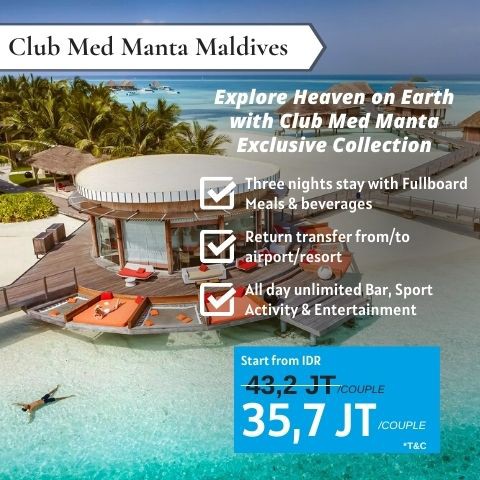 Club Med Manta Maldives
Explore Heaven on Earth
with Club Med Manta
Exclusive Collection
Three nights stay with Fullboard
Meals & beverages
Return transfer from/to
airport/resort
All day unlimited Bar, Sport
Activity & Entertainment
Start from IDR
43,2 JT/COUPLE
35,7 JT /COUPLE
*T&C